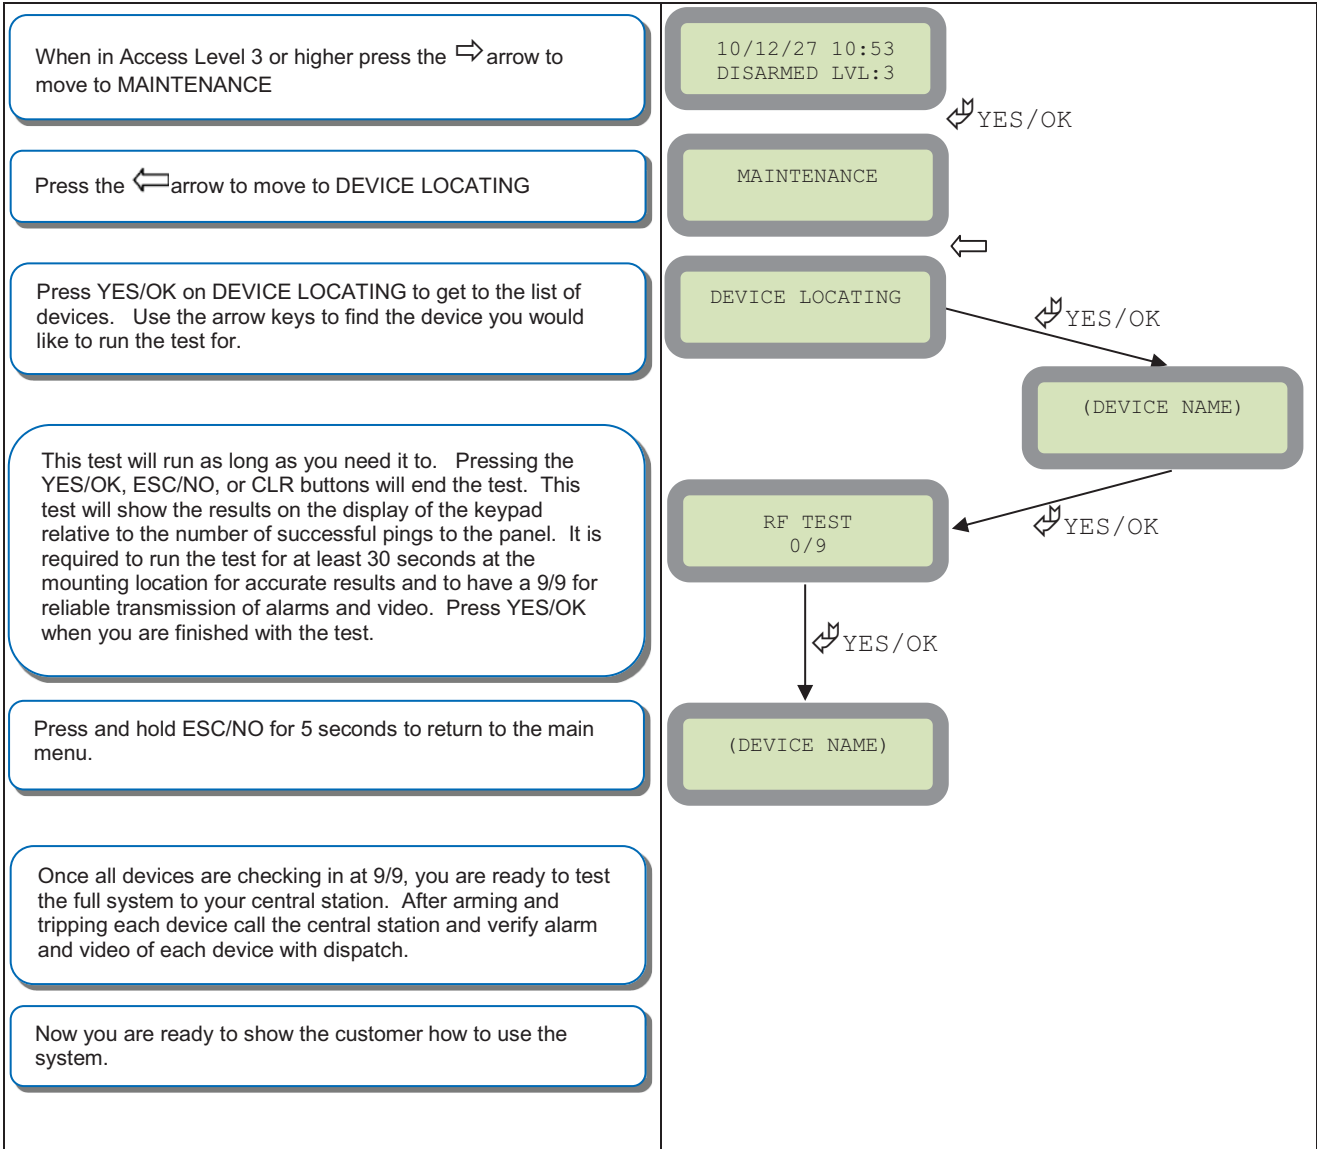 When in Access Level 3 or higher press the ⇨ arrow to
move to MAINTENANCE
10/12/27 10:53
DISARMED LVL:3
YES/OK
Press the ⇦ arrow to move to DEVICE LOCATING
MAINTENANCE
⇦
Press YES/OK on DEVICE LOCATING to get to the list of
devices. Use the arrow keys to find the device you would
like to run the test for.
DEVICE LOCATING
YES/OK
(DEVICE NAME)
This test will run as long as you need it to. Pressing the
YES/OK, ESC/NO, or CLR buttons will end the test. This
test will show the results on the display of the keypad
relative to the number of successful pings to the panel. It is
required to run the test for at least 30 seconds at the
mounting location for accurate results and to have a 9/9 for
reliable transmission of alarms and video. Press YES/OK
when you are finished with the test.
YES/OK
RF TEST
0/9
YES/OK
Press and hold ESC/NO for 5 seconds to return to the main
menu.
(DEVICE NAME)
Once all devices are checking in at 9/9, you are ready to test
the full system to your central station. After arming and
tripping each device call the central station and verify alarm
and video of each device with dispatch.
Now you are ready to show the customer how to use the
system.